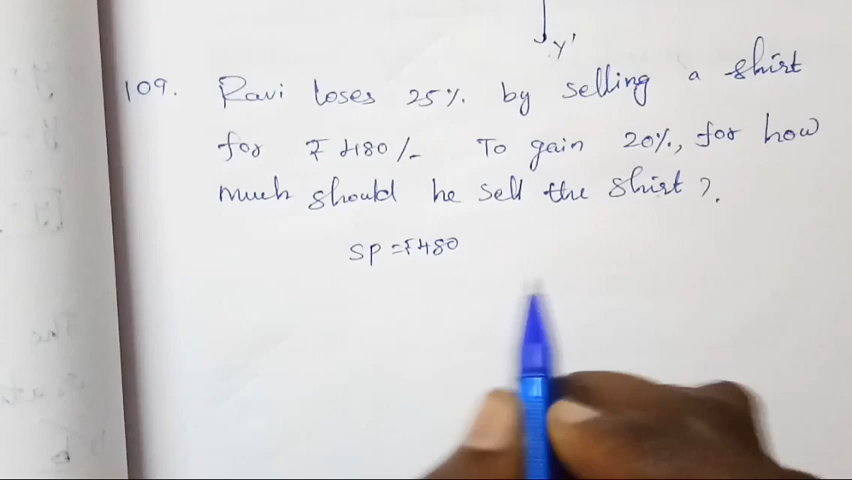 Y'
109. Ravi loses 25%. by selling a shirt
for ₹ 480/- To gain 20%, for how
much should he sell the shirt?.
SP = ₹480